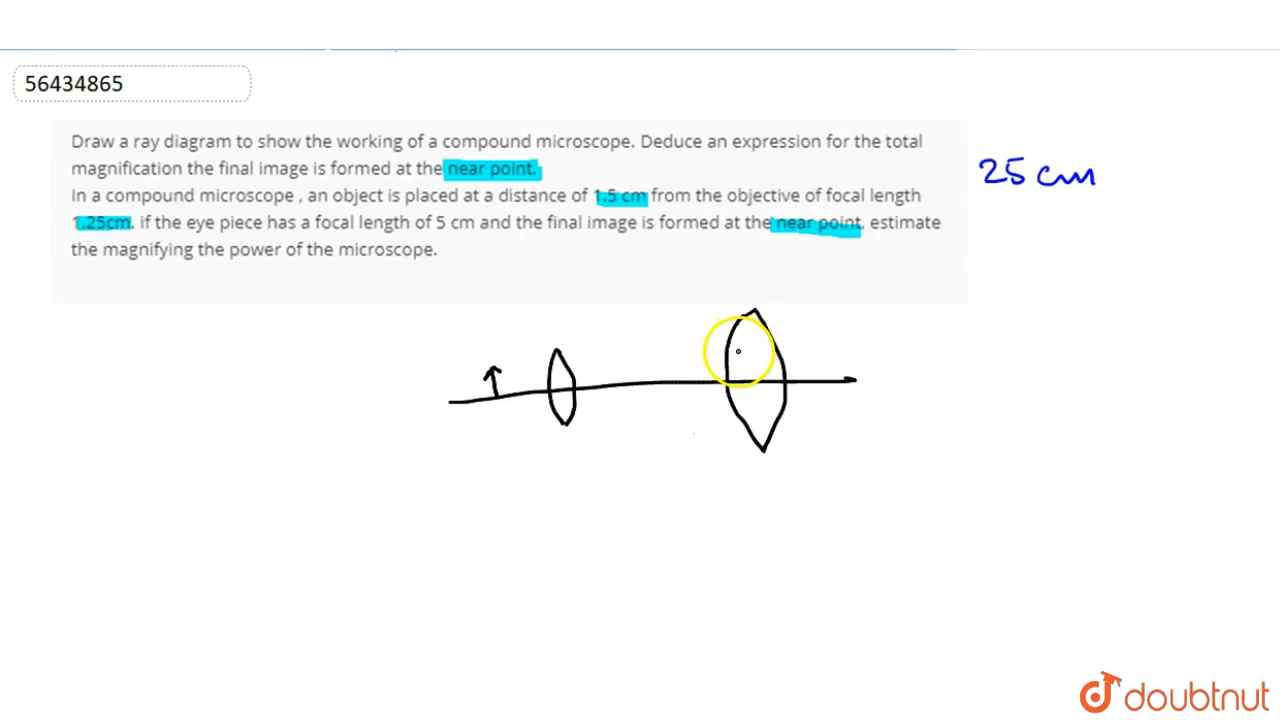 56434865
Draw a ray diagram to show the working of a compound microscope. Deduce an expression for the total
magnification the final image is formed at the near point.
25 cm
In a compound microscope , an object is placed at a distance of 1.5 cm from the objective of focal length
1.25cm. if the eye piece has a focal length of 5 cm and the final image is formed at the near point, estimate
the magnifying the power of the microscope.
doubtnut